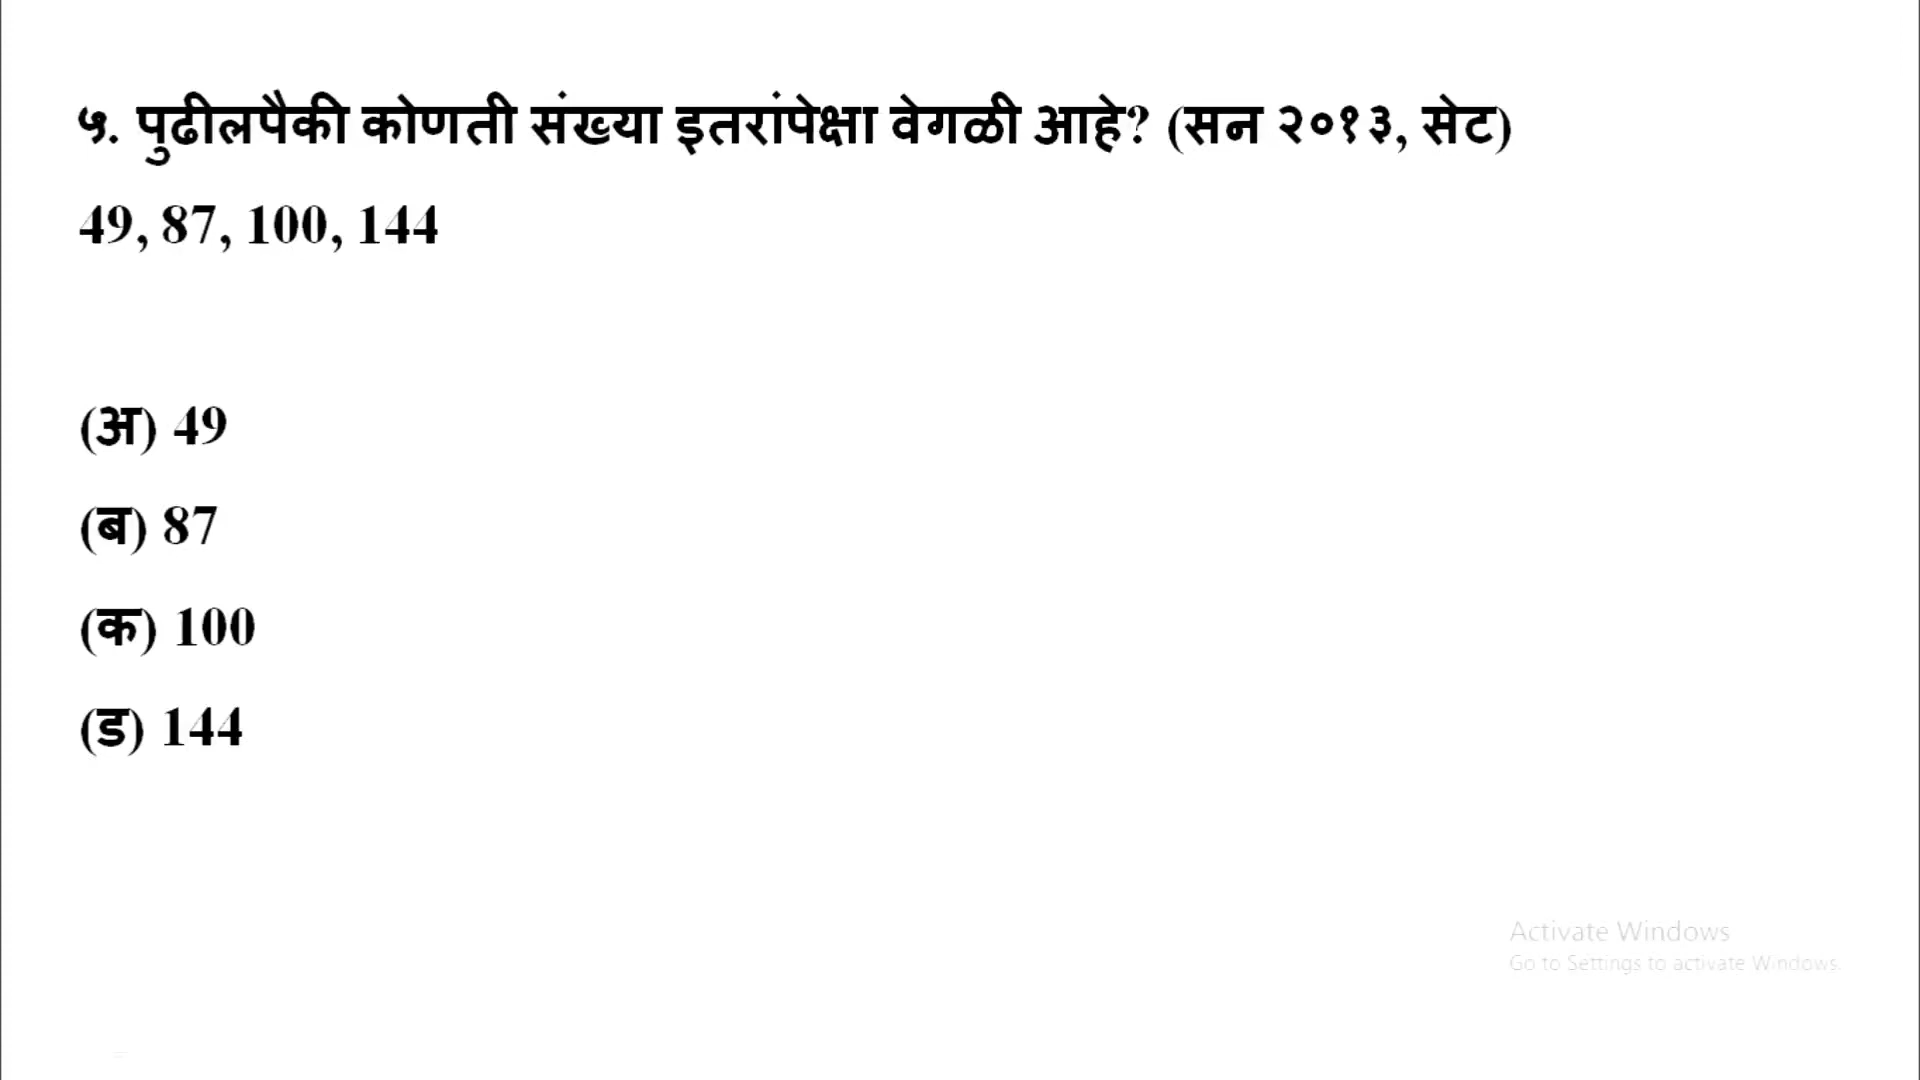 ५. पुढीलपैकी कोणती संख्या इतरांपेक्षा वेगळी आहे? (सन २०१३, सेट)
49, 87, 100, 144
(अ) 49
(ब) 87
(क) 100
(ड) 144
Activate Windows
Go to Settings to activate Windows.